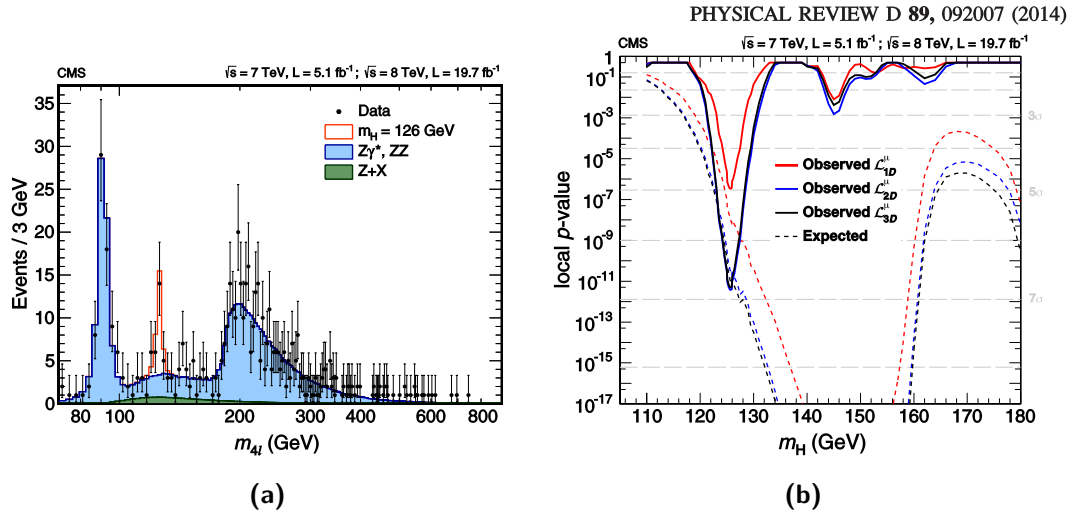 PHYSICAL REVIEW D 89, 092007 (2014)
CMS
√s = 7 TeV, L = 5.1 fb⁻¹ ; √s = 8 TeV, L = 19.7 fb⁻¹
Events / 3 GeV
35
30
25
20
15
10
5
0
Data
m_H = 126 GeV
Zγ*, ZZ
Z+X
80 100 200 300 400 600 800
m_4l (GeV)
(a)
CMS
√s = 7 TeV, L = 5.1 fb⁻¹ ; √s = 8 TeV, L = 19.7 fb⁻¹
local p-value
1
10⁻¹
10⁻³
10⁻⁵
10⁻⁷
10⁻⁹
10⁻¹¹
10⁻¹³
10⁻¹⁵
10⁻¹⁷
3σ
5σ
7σ
Observed ℒ^μ_1D
Observed ℒ^μ_2D
Observed ℒ^μ_3D
Expected
110 120 130 140 150 160 170 180
m_H (GeV)
(b)